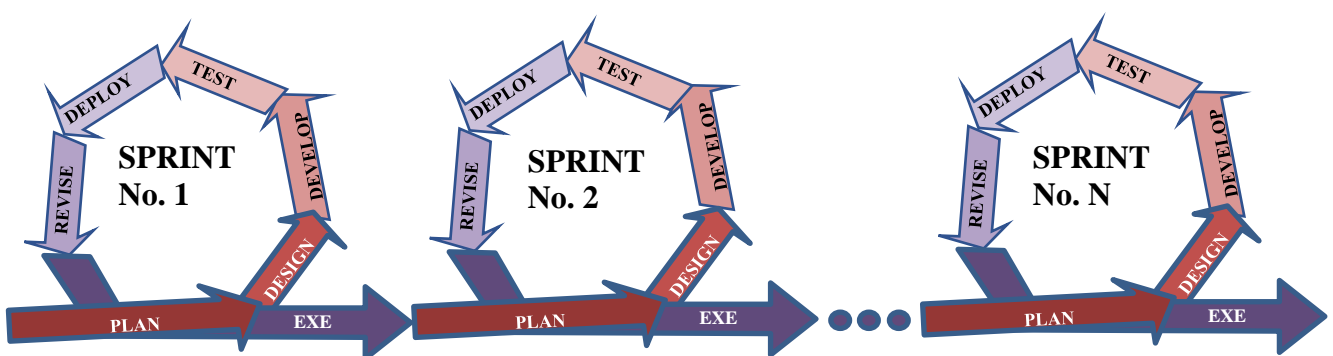 SPRINT
No. 1
PLAN
DESIGN
DEVELOP
TEST
DEPLOY
REVISE
EXE
SPRINT
No. 2
PLAN
DESIGN
DEVELOP
TEST
DEPLOY
REVISE
EXE
SPRINT
No. N
PLAN
DESIGN
DEVELOP
TEST
DEPLOY
REVISE
EXE